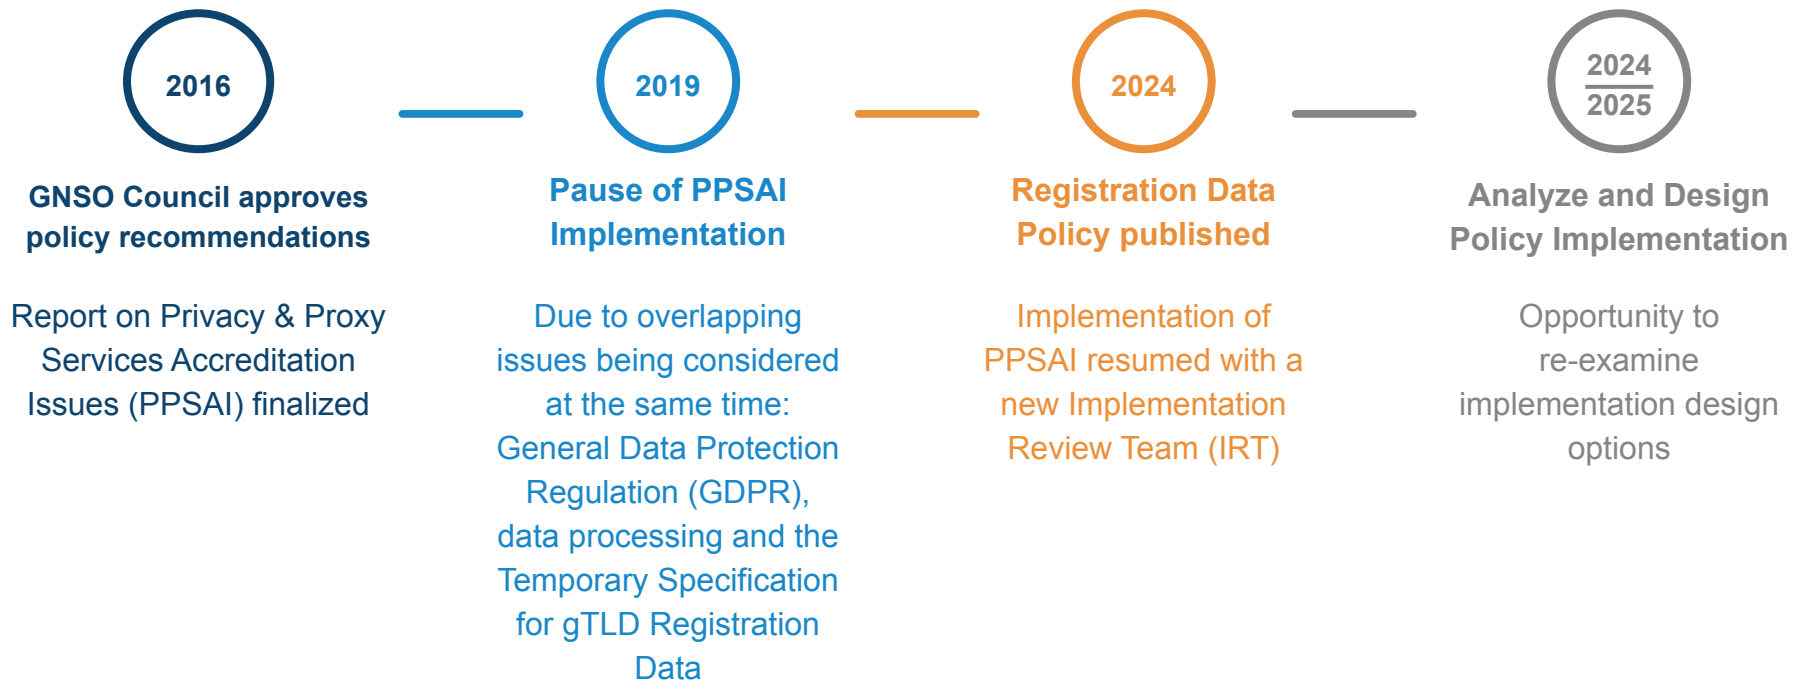 2016
GNSO Council approves
policy recommendations
Report on Privacy & Proxy
Services Accreditation
Issues (PPSAI) finalized
2019
Pause of PPSAI
Implementation
Due to overlapping
issues being considered
at the same time:
General Data Protection
Regulation (GDPR),
data processing and the
Temporary Specification
for gTLD Registration
Data
2024
Registration Data
Policy published
Implementation of
PPSAI resumed with a
new Implementation
Review Team (IRT)
2024
2025
Analyze and Design
Policy Implementation
Opportunity to
re-examine
implementation design
options